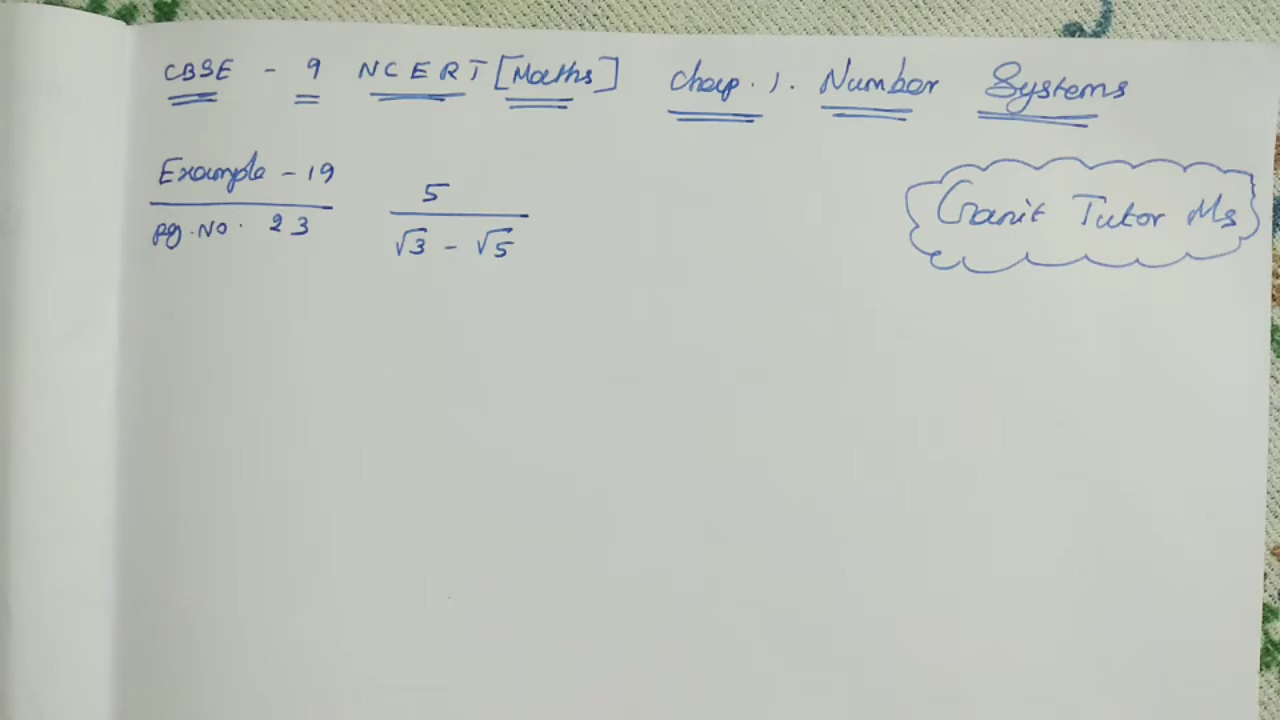 CBSE - 9 NCERT [Maths] Chap. 1. Number Systems
Example - 19
Pg. No. 23
5
√3 - √5
Ganit Tutor Ms